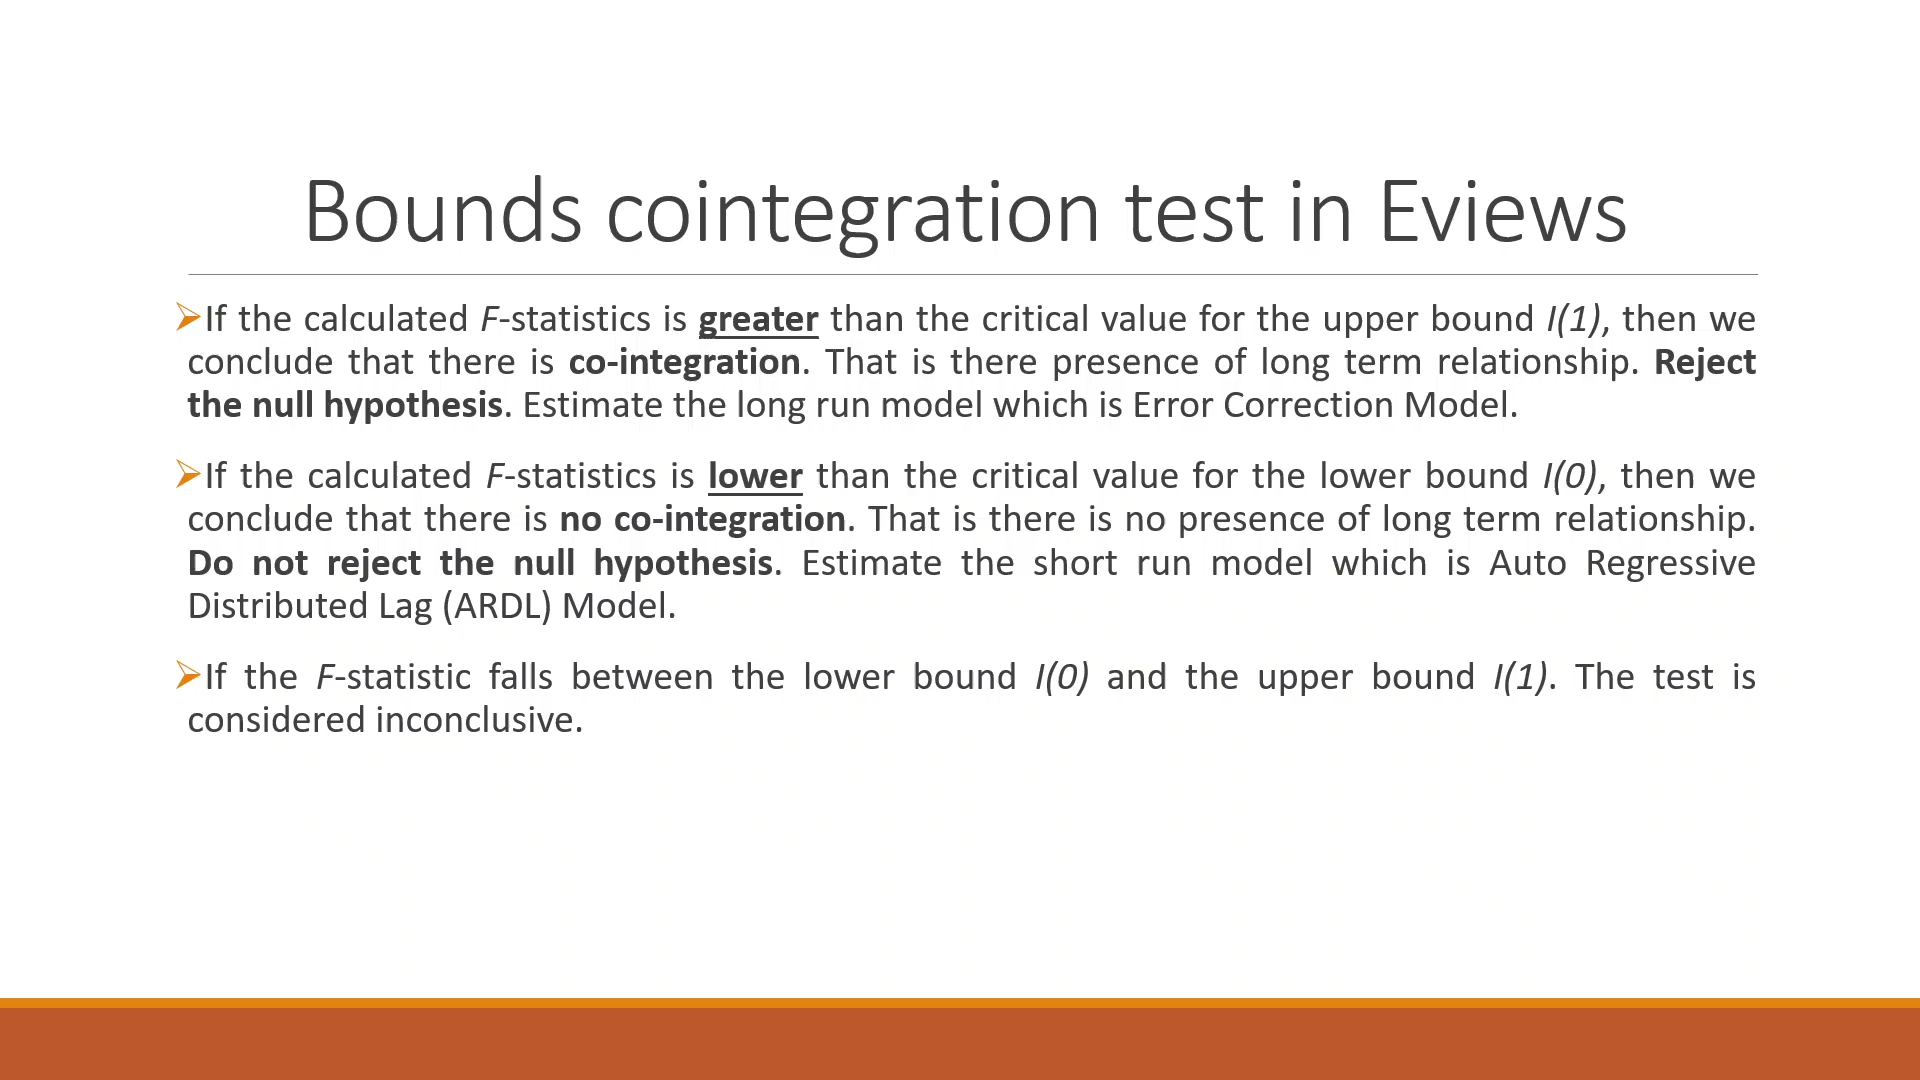 Bounds cointegration test in Eviews
If the calculated F-statistics is greater than the critical value for the upper bound I(1), then we
conclude that there is co-integration. That is there presence of long term relationship. Reject
the null hypothesis. Estimate the long run model which is Error Correction Model.
If the calculated F-statistics is lower than the critical value for the lower bound I(0), then we
conclude that there is no co-integration. That is there is no presence of long term relationship.
Do not reject the null hypothesis. Estimate the short run model which is Auto Regressive
Distributed Lag (ARDL) Model.
If the F-statistic falls between the lower bound I(0) and the upper bound I(1). The test is
considered inconclusive.